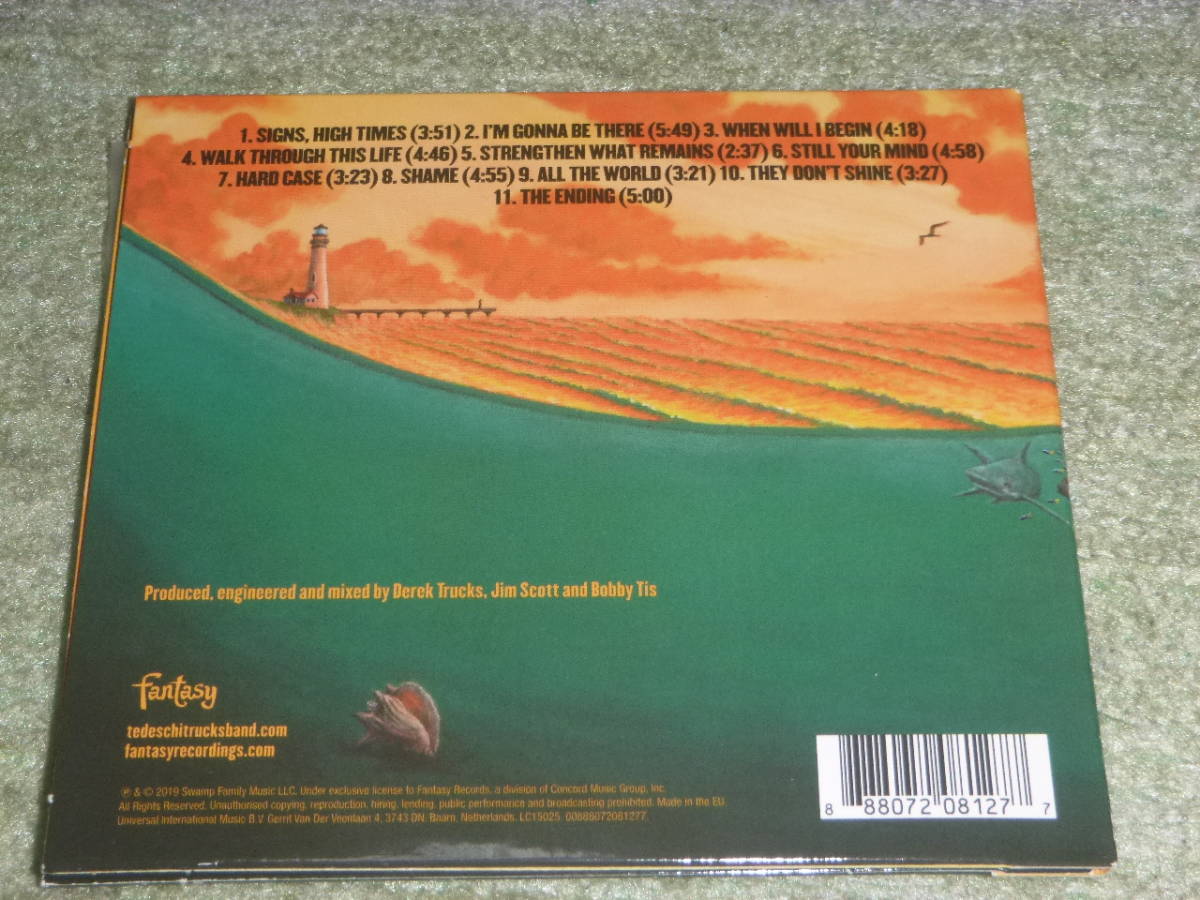 1. SIGNS, HIGH TIMES (3:51) 2. I'M GONNA BE THERE (5:49) 3. WHEN WILL I BEGIN (4:18)
4. WALK THROUGH THIS LIFE (4:46) 5. STRENGTHEN WHAT REMAINS (2:37) 6. STILL YOUR MIND (4:58)
7. HARD CASE (3:23) 8. SHAME (4:55) 9. ALL THE WORLD (3:21) 10. THEY DON'T SHINE (3:27)
11. THE ENDING (5:00)
Produced, engineered and mixed by Derek Trucks, Jim Scott and Bobby Tis
fantasy
tedeschitrucksband.com
fantasyrecordings.com
℗ & © 2019 Swamp Family Music LLC. Under exclusive license to Fantasy Records, a division of Concord Music Group, Inc.
All Rights Reserved. Unauthorised copying, reproduction, hiring, lending, public performance and broadcasting prohibited. Made in the EU.
Universal International Music B.V. Gerrit Van Der Veenlaan 4, 3743 DN, Baarn, Netherlands. LC15025. 00888072081277.
8 88072 08127 7